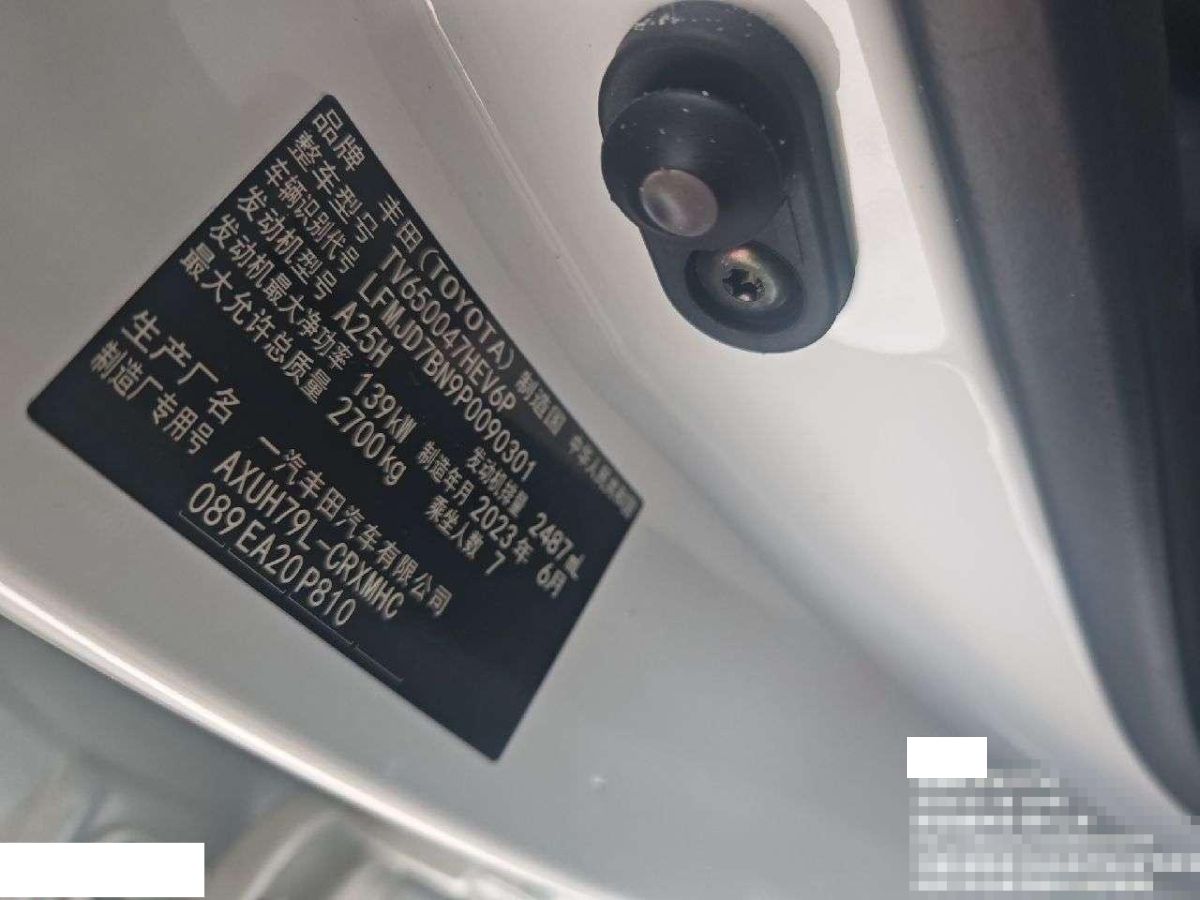 品牌 丰田(TOYOTA) 制造国 中华人民共和国
整车型号 TV650047HEV6P
车辆识别代号 LFMJD7BN9P0090301
发动机型号 A25H 发动机排量 2487mL
发动机最大净功率 139kW 制造年月 2023年 6月
最大允许总质量 2700kg 乘坐人数 7
生产厂名 一汽丰田汽车有限公司
制造厂专用号 AXUH79L-CRXMHC
089EA20P810